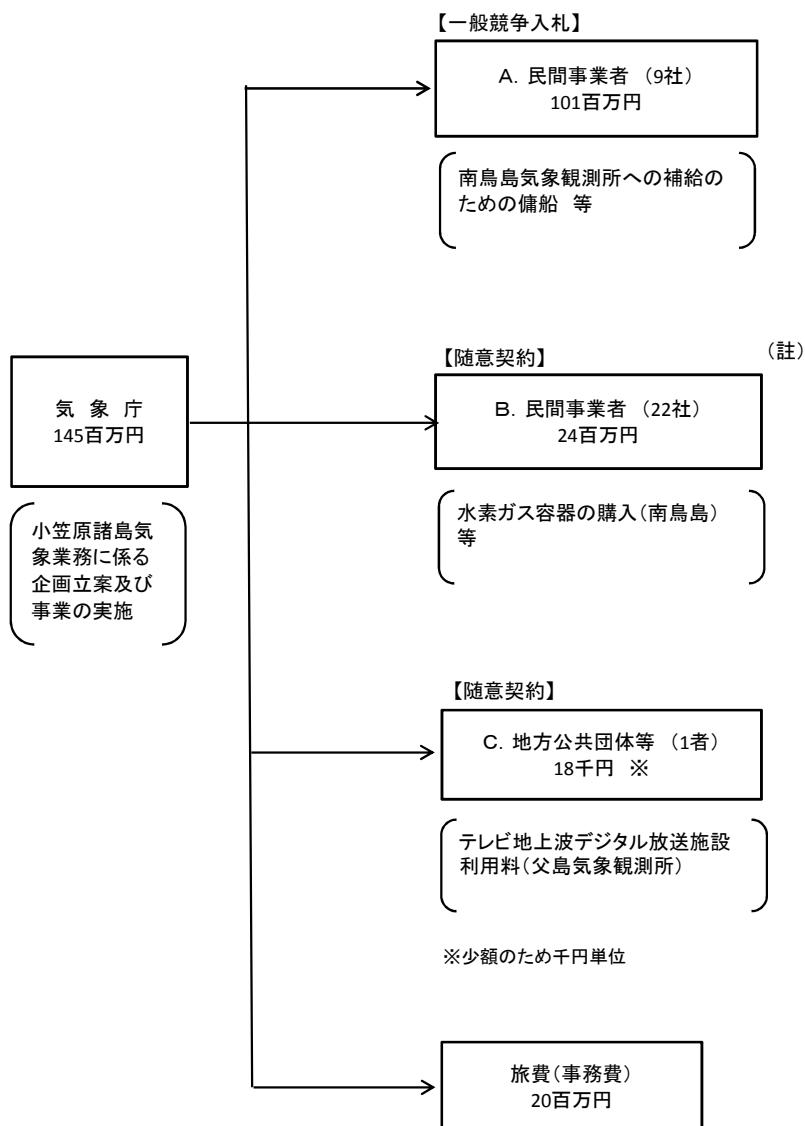 【一般競争入札】
A. 民間事業者 (9社)
101百万円
南鳥島気象観測所への補給の
ための傭船 等
(註)
【随意契約】
気 象 庁
145百万円
B. 民間事業者 (22社)
24百万円
小笠原諸島気
象業務に係る
企画立案及び
事業の実施
水素ガス容器の購入(南鳥島)
等
【随意契約】
C. 地方公共団体等 (1者)
18千円 ※
テレビ地上波デジタル放送施設
利用料(父島気象観測所)
※少額のため千円単位
旅費(事務費)
20百万円